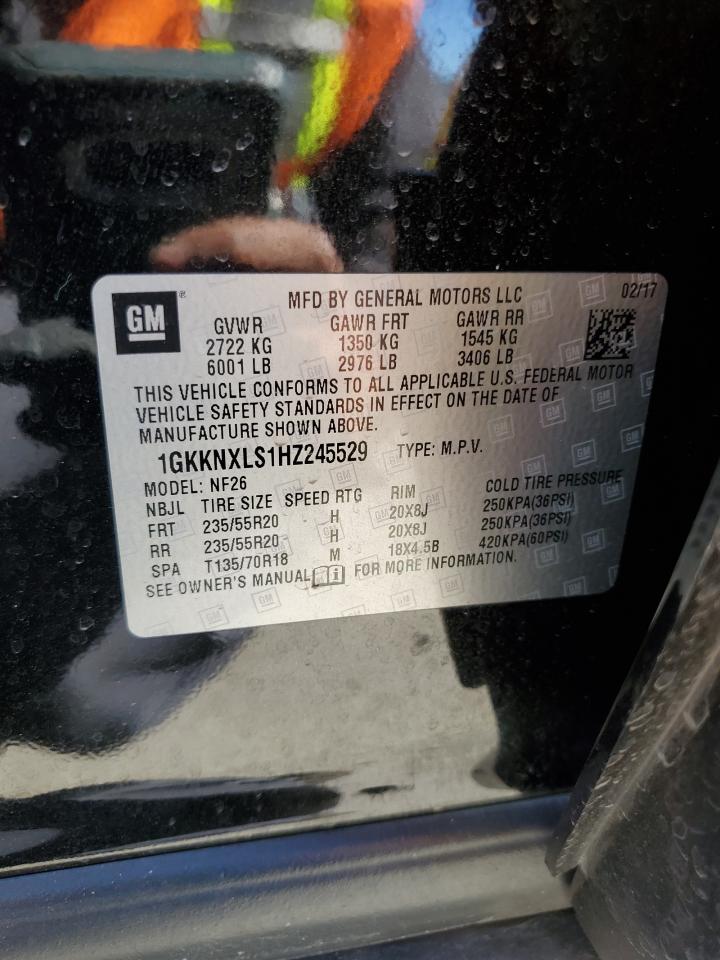 GM ® MFD BY GENERAL MOTORS LLC 02/17
GVWR GAWR FRT GAWR RR
2722 KG 1350 KG 1545 KG
6001 LB 2976 LB 3406 LB
THIS VEHICLE CONFORMS TO ALL APPLICABLE U.S. FEDERAL MOTOR
VEHICLE SAFETY STANDARDS IN EFFECT ON THE DATE OF
MANUFACTURE SHOWN ABOVE.
1GKKNXLS1HZ245529 TYPE: M.P.V.
MODEL: NF26
NBJL TIRE SIZE SPEED RTG RIM COLD TIRE PRESSURE
FRT 235/55R20 H 20X8J 250KPA(36PSI)
RR 235/55R20 H 20X8J 250KPA(36PSI)
SPA T135/70R18 M 18X4.5B 420KPA(60PSI)
SEE OWNER'S MANUAL FOR MORE INFORMATION.